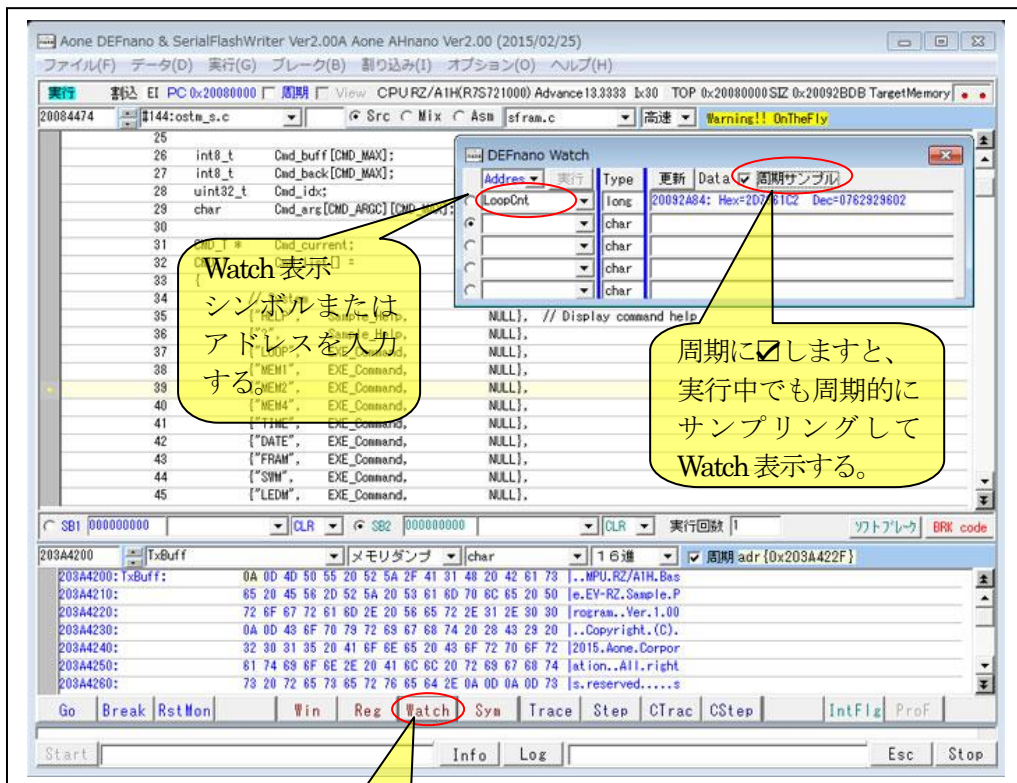 Aone DEFnano & SerialFlashWriter Ver2.00A Aone AHnano Ver2.00 (2015/02/25)
ファイル(F) データ(D) 実行(G) ブレーク(B) 割り込み(I) オプション(O) ヘルプ(H)
実行 割込 EI PC 0x20080000 周期 View CPU RZ/A1H(R7S721000) Advance13.3333 Ix30 TOP 0x20080000 SIZ 0x20092BDB TargetMemory
20084474 #144:ostm_s.c Src Mix Asm sfram.c 高速 Warning!! OnTheFly
25
26 int8_t Cmd_buff[CMD_MAX];
27 int8_t Cmd_back[CMD_MAX];
28 uint32_t Cmd_idx;
29 char Cmd_arg[CMD_ARGC][CMD_MAX];
30
31 CMD_T * Cmd_current;
32
33 {
34
35 {"HELP", Sample_Help, NULL}, // Display command help
36 {"?", Sample_Help, NULL},
37 {"LOOP", EXE_Command, NULL},
38 {"MEM1", EXE_Command, NULL},
39 {"MEM2", EXE_Command, NULL},
40 {"MEM4", EXE_Command, NULL},
41 {"TIME", EXE_Command, NULL},
42 {"DATE", EXE_Command, NULL},
43 {"FRAM", EXE_Command, NULL},
44 {"SWM", EXE_Command, NULL},
45 {"LEDM", EXE_Command, NULL},
DEFnano Watch
Addres 実行 Type 更新 Data 周期サンプル
LoopCnt long 20092A84: Hex=2D7961C2 Dec=0762929602
char
char
char
char
Watch 表示
シンボルまたは
アドレスを入力
する。
周期に☑しますと、
実行中でも周期的に
サンプリングして
Watch 表示する。
SB1 000000000 CLR SB2 000000000 CLR 実行回数 1 ソフトブレーク BRK code
203A4200 TxBuff メモリダンプ char 16進 周期 adr {0x203A422F}
203A4200:TxBuff: 0A 0D 4D 50 55 20 52 5A 2F 41 31 48 20 42 61 73 |..MPU.RZ/A1H.Bas
203A4210: 65 20 45 56 2D 52 5A 20 53 61 6D 70 6C 65 20 50 |e.EV-RZ.Sample.P
203A4220: 72 6F 67 72 61 6D 2E 20 56 65 72 2E 31 2E 30 30 |rogram..Ver.1.00
203A4230: 0A 0D 43 6F 70 79 72 69 67 68 74 20 28 43 29 20 |..Copyright.(C).
203A4240: 32 30 31 35 20 41 6F 6E 65 20 43 6F 72 70 6F 72 |2015.Aone.Corpor
203A4250: 61 74 69 6F 6E 2E 20 41 6C 6C 20 72 69 67 68 74 |ation..All.right
203A4260: 73 20 72 65 73 65 72 76 65 64 2E 0A 0D 0A 0D 73 |s.reserved.....s
Go Break RstMon Win Reg Watch Sym Trace Step CTrac CStep IntFlg ProF
Start Info Log Esc Stop